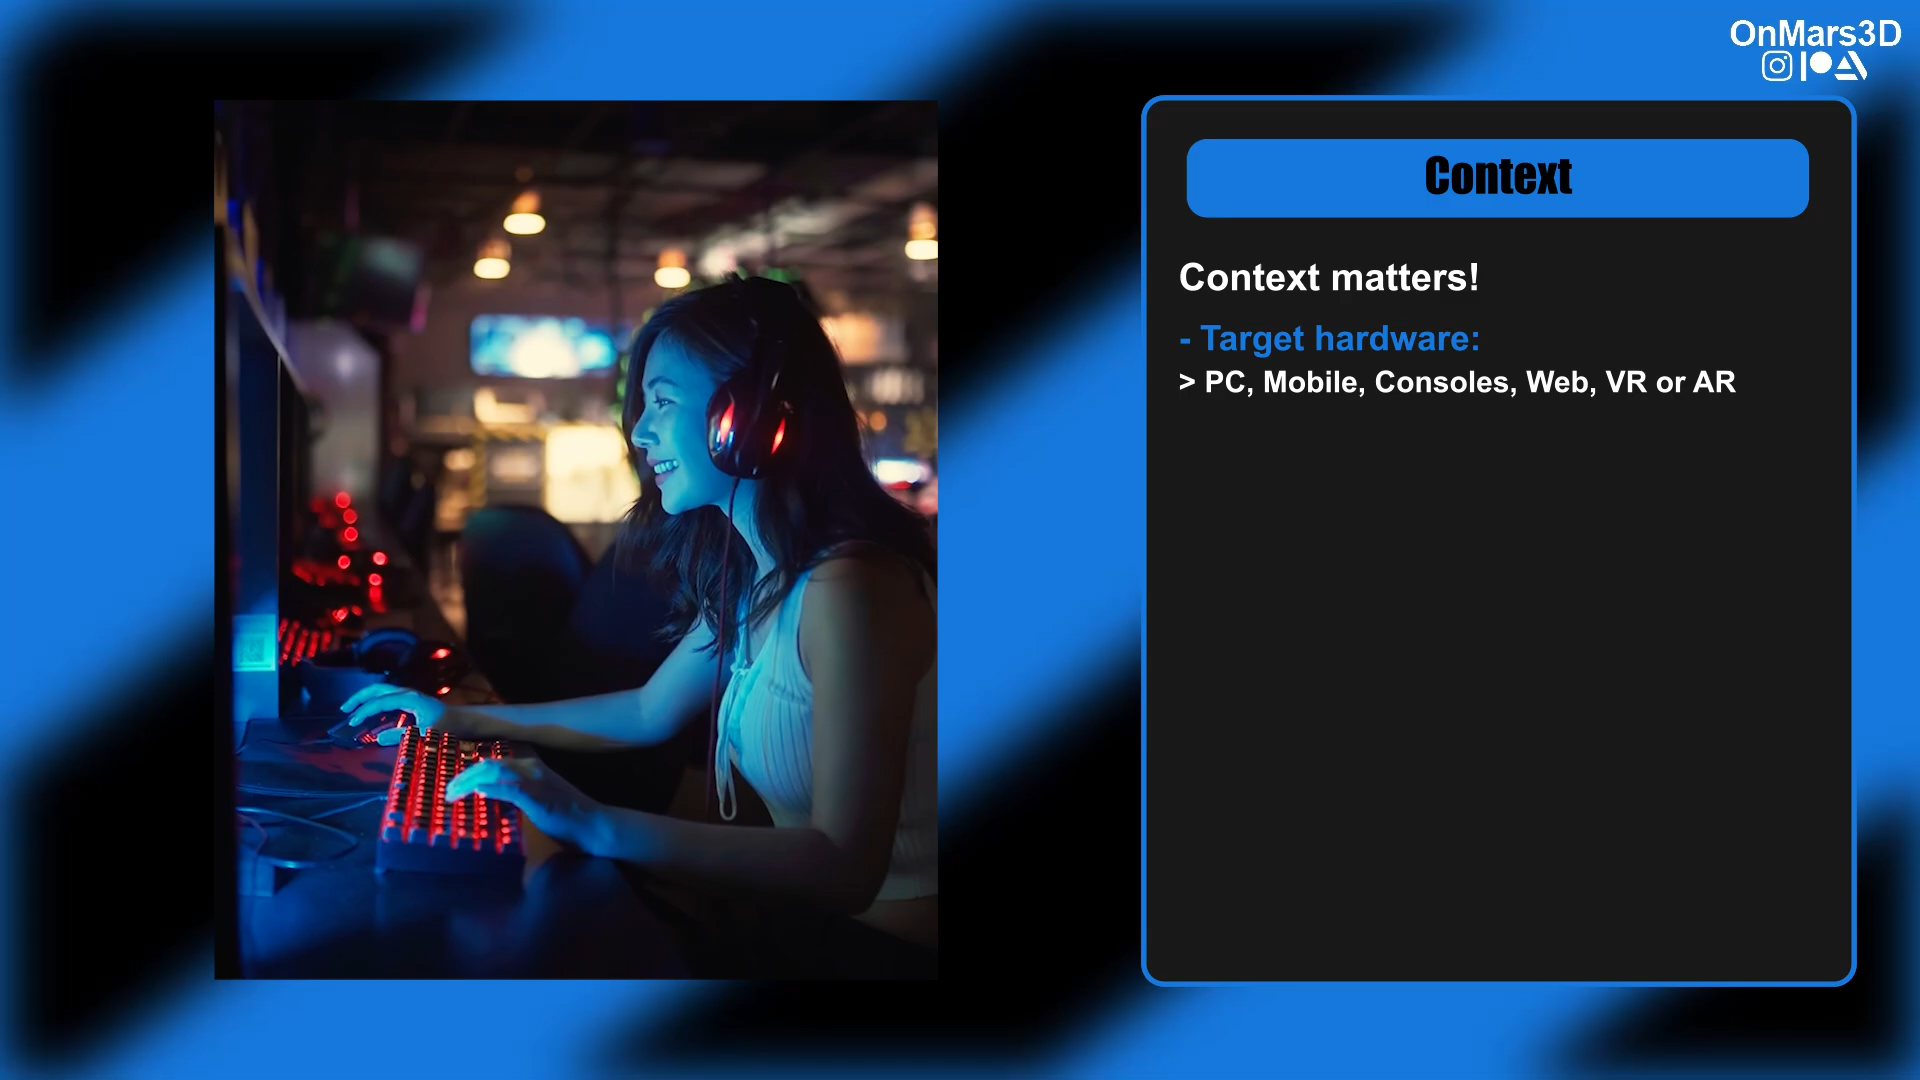 OnMars3D
Context
Context matters!
- Target hardware:
> PC, Mobile, Consoles, Web, VR or AR